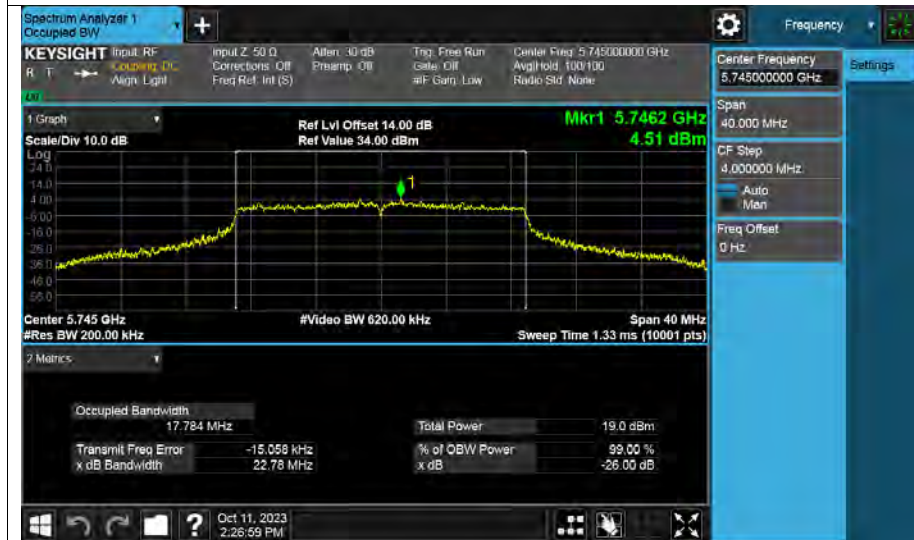 Spectrum Analyzer 1
Occupied BW
+
Frequency
KEYSIGHT Input: RF
R T
Coupling: DC
Align: Light
Input Z: 50 Ω
Corrections: Off
Freq Ref: Int (S)
Atten: 30 dB
Preamp: Off
Trig: Free Run
Gate: Off
#IF Gain: Low
Center Freq: 5.745000000 GHz
Avg|Hold: 100/100
Radio Std: None
Center Frequency
5.745000000 GHz
Settings
Span
40.000 MHz
CF Step
4.000000 MHz
Auto
Man
Freq Offset
0 Hz
1 Graph
Scale/Div 10.0 dB
Ref Lvl Offset 14.00 dB
Ref Value 34.00 dBm
Mkr1 5.7462 GHz
4.51 dBm
Log
24.0
14.0
4.00
-6.00
-16.0
-26.0
-36.0
-46.0
-56.0
1
Center 5.745 GHz
#Res BW 200.00 kHz
#Video BW 620.00 kHz
Span 40 MHz
Sweep Time 1.33 ms (10001 pts)
2 Metrics
Occupied Bandwidth
17.784 MHz
Total Power 19.0 dBm
Transmit Freq Error -15.058 kHz
% of OBW Power 99.00 %
x dB Bandwidth 22.78 MHz
x dB -26.00 dB
?
Oct 11, 2023
2:26:59 PM